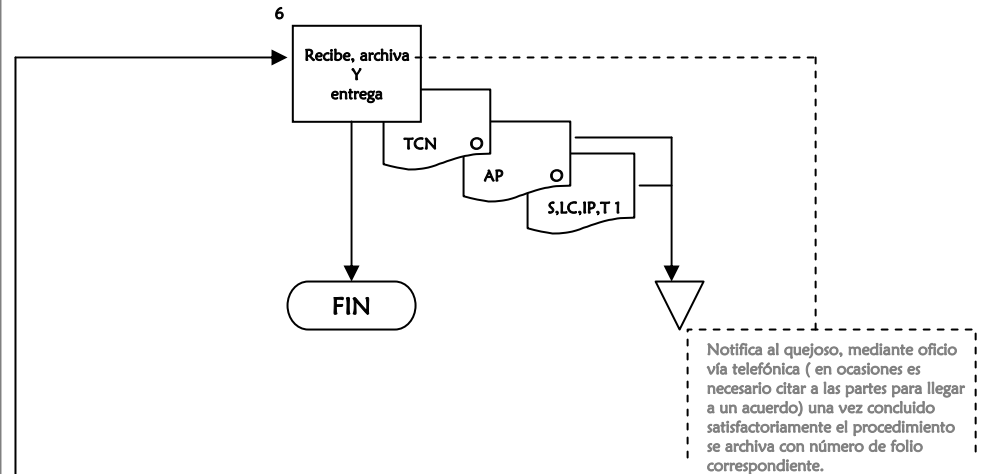 6
Recibe, archiva
Y
entrega
TCN O
AP O
S,LC,IP,T 1
FIN
Notifica al quejoso, mediante oficio
vía telefónica ( en ocasiones es
necesario citar a las partes para llegar
a un acuerdo) una vez concluido
satisfactoriamente el procedimiento
se archiva con número de folio
correspondiente.